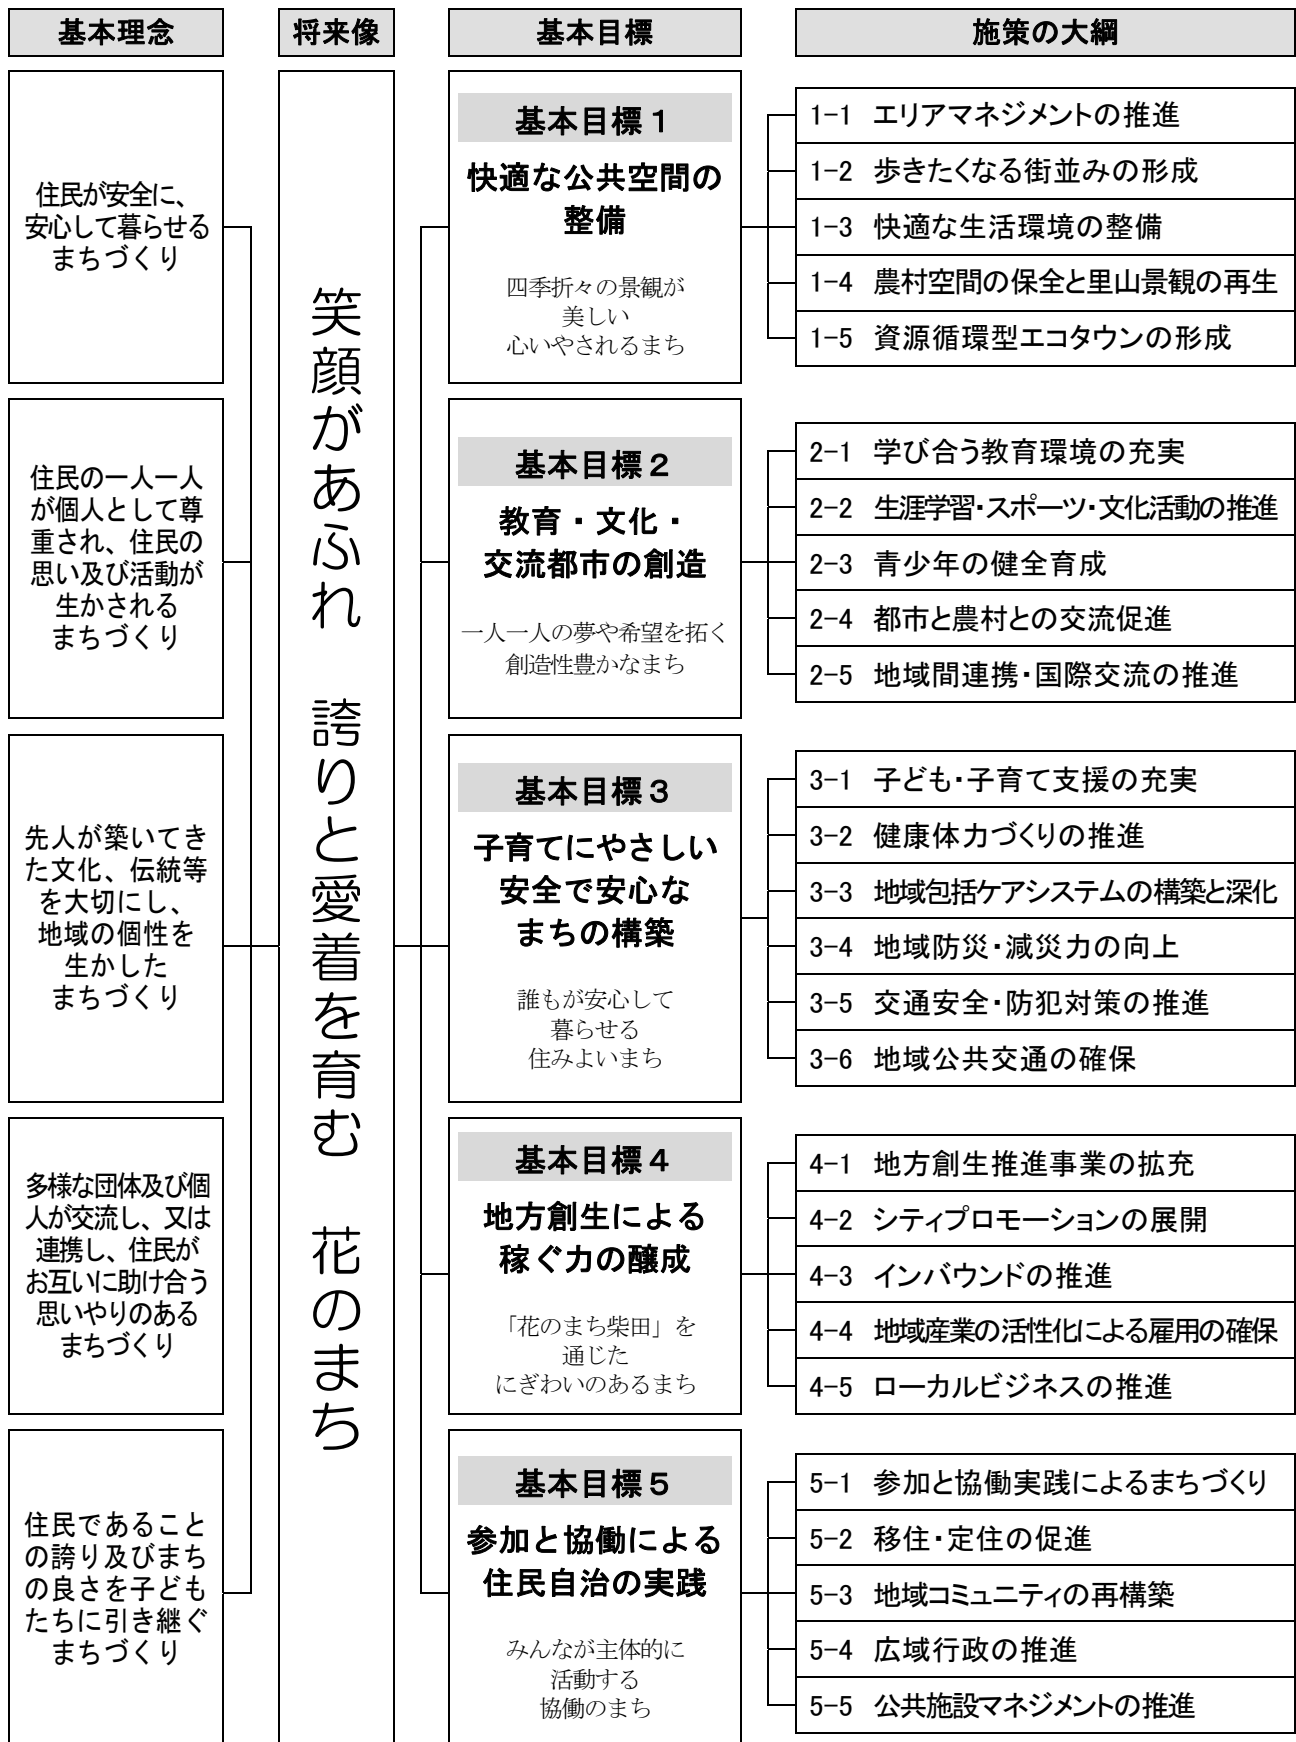 基本理念
将来像
基本目標
施策の大綱
住民が安全に、
安心して暮らせる
まちづくり
住民の一人一人
が個人として尊
重され、住民の
思い及び活動が
生かされる
まちづくり
先人が築いてき
た文化、伝統等
を大切にし、
地域の個性を
生かした
まちづくり
多様な団体及び個
人が交流し、又は
連携し、住民が
お互いに助け合う
思いやりのある
まちづくり
住民であること
の誇り及びまち
の良さを子ども
たちに引き継ぐ
まちづくり
笑顔があふれ　誇りと愛着を育む　花のまち
基本目標１
快適な公共空間の
整備
四季折々の景観が
美しい
心いやされるまち
1-1 エリアマネジメントの推進
1-2 歩きたくなる街並みの形成
1-3 快適な生活環境の整備
1-4 農村空間の保全と里山景観の再生
1-5 資源循環型エコタウンの形成
基本目標２
教育・文化・
交流都市の創造
一人一人の夢や希望を拓く
創造性豊かなまち
2-1 学び合う教育環境の充実
2-2 生涯学習・スポーツ・文化活動の推進
2-3 青少年の健全育成
2-4 都市と農村との交流促進
2-5 地域間連携・国際交流の推進
基本目標３
子育てにやさしい
安全で安心な
まちの構築
誰もが安心して
暮らせる
住みよいまち
3-1 子ども・子育て支援の充実
3-2 健康体力づくりの推進
3-3 地域包括ケアシステムの構築と深化
3-4 地域防災・減災力の向上
3-5 交通安全・防犯対策の推進
3-6 地域公共交通の確保
基本目標４
地方創生による
稼ぐ力の醸成
「花のまち柴田」を
通じた
にぎわいのあるまち
4-1 地方創生推進事業の拡充
4-2 シティプロモーションの展開
4-3 インバウンドの推進
4-4 地域産業の活性化による雇用の確保
4-5 ローカルビジネスの推進
基本目標５
参加と協働による
住民自治の実践
みんなが主体的に
活動する
協働のまち
5-1 参加と協働実践によるまちづくり
5-2 移住・定住の促進
5-3 地域コミュニティの再構築
5-4 広域行政の推進
5-5 公共施設マネジメントの推進